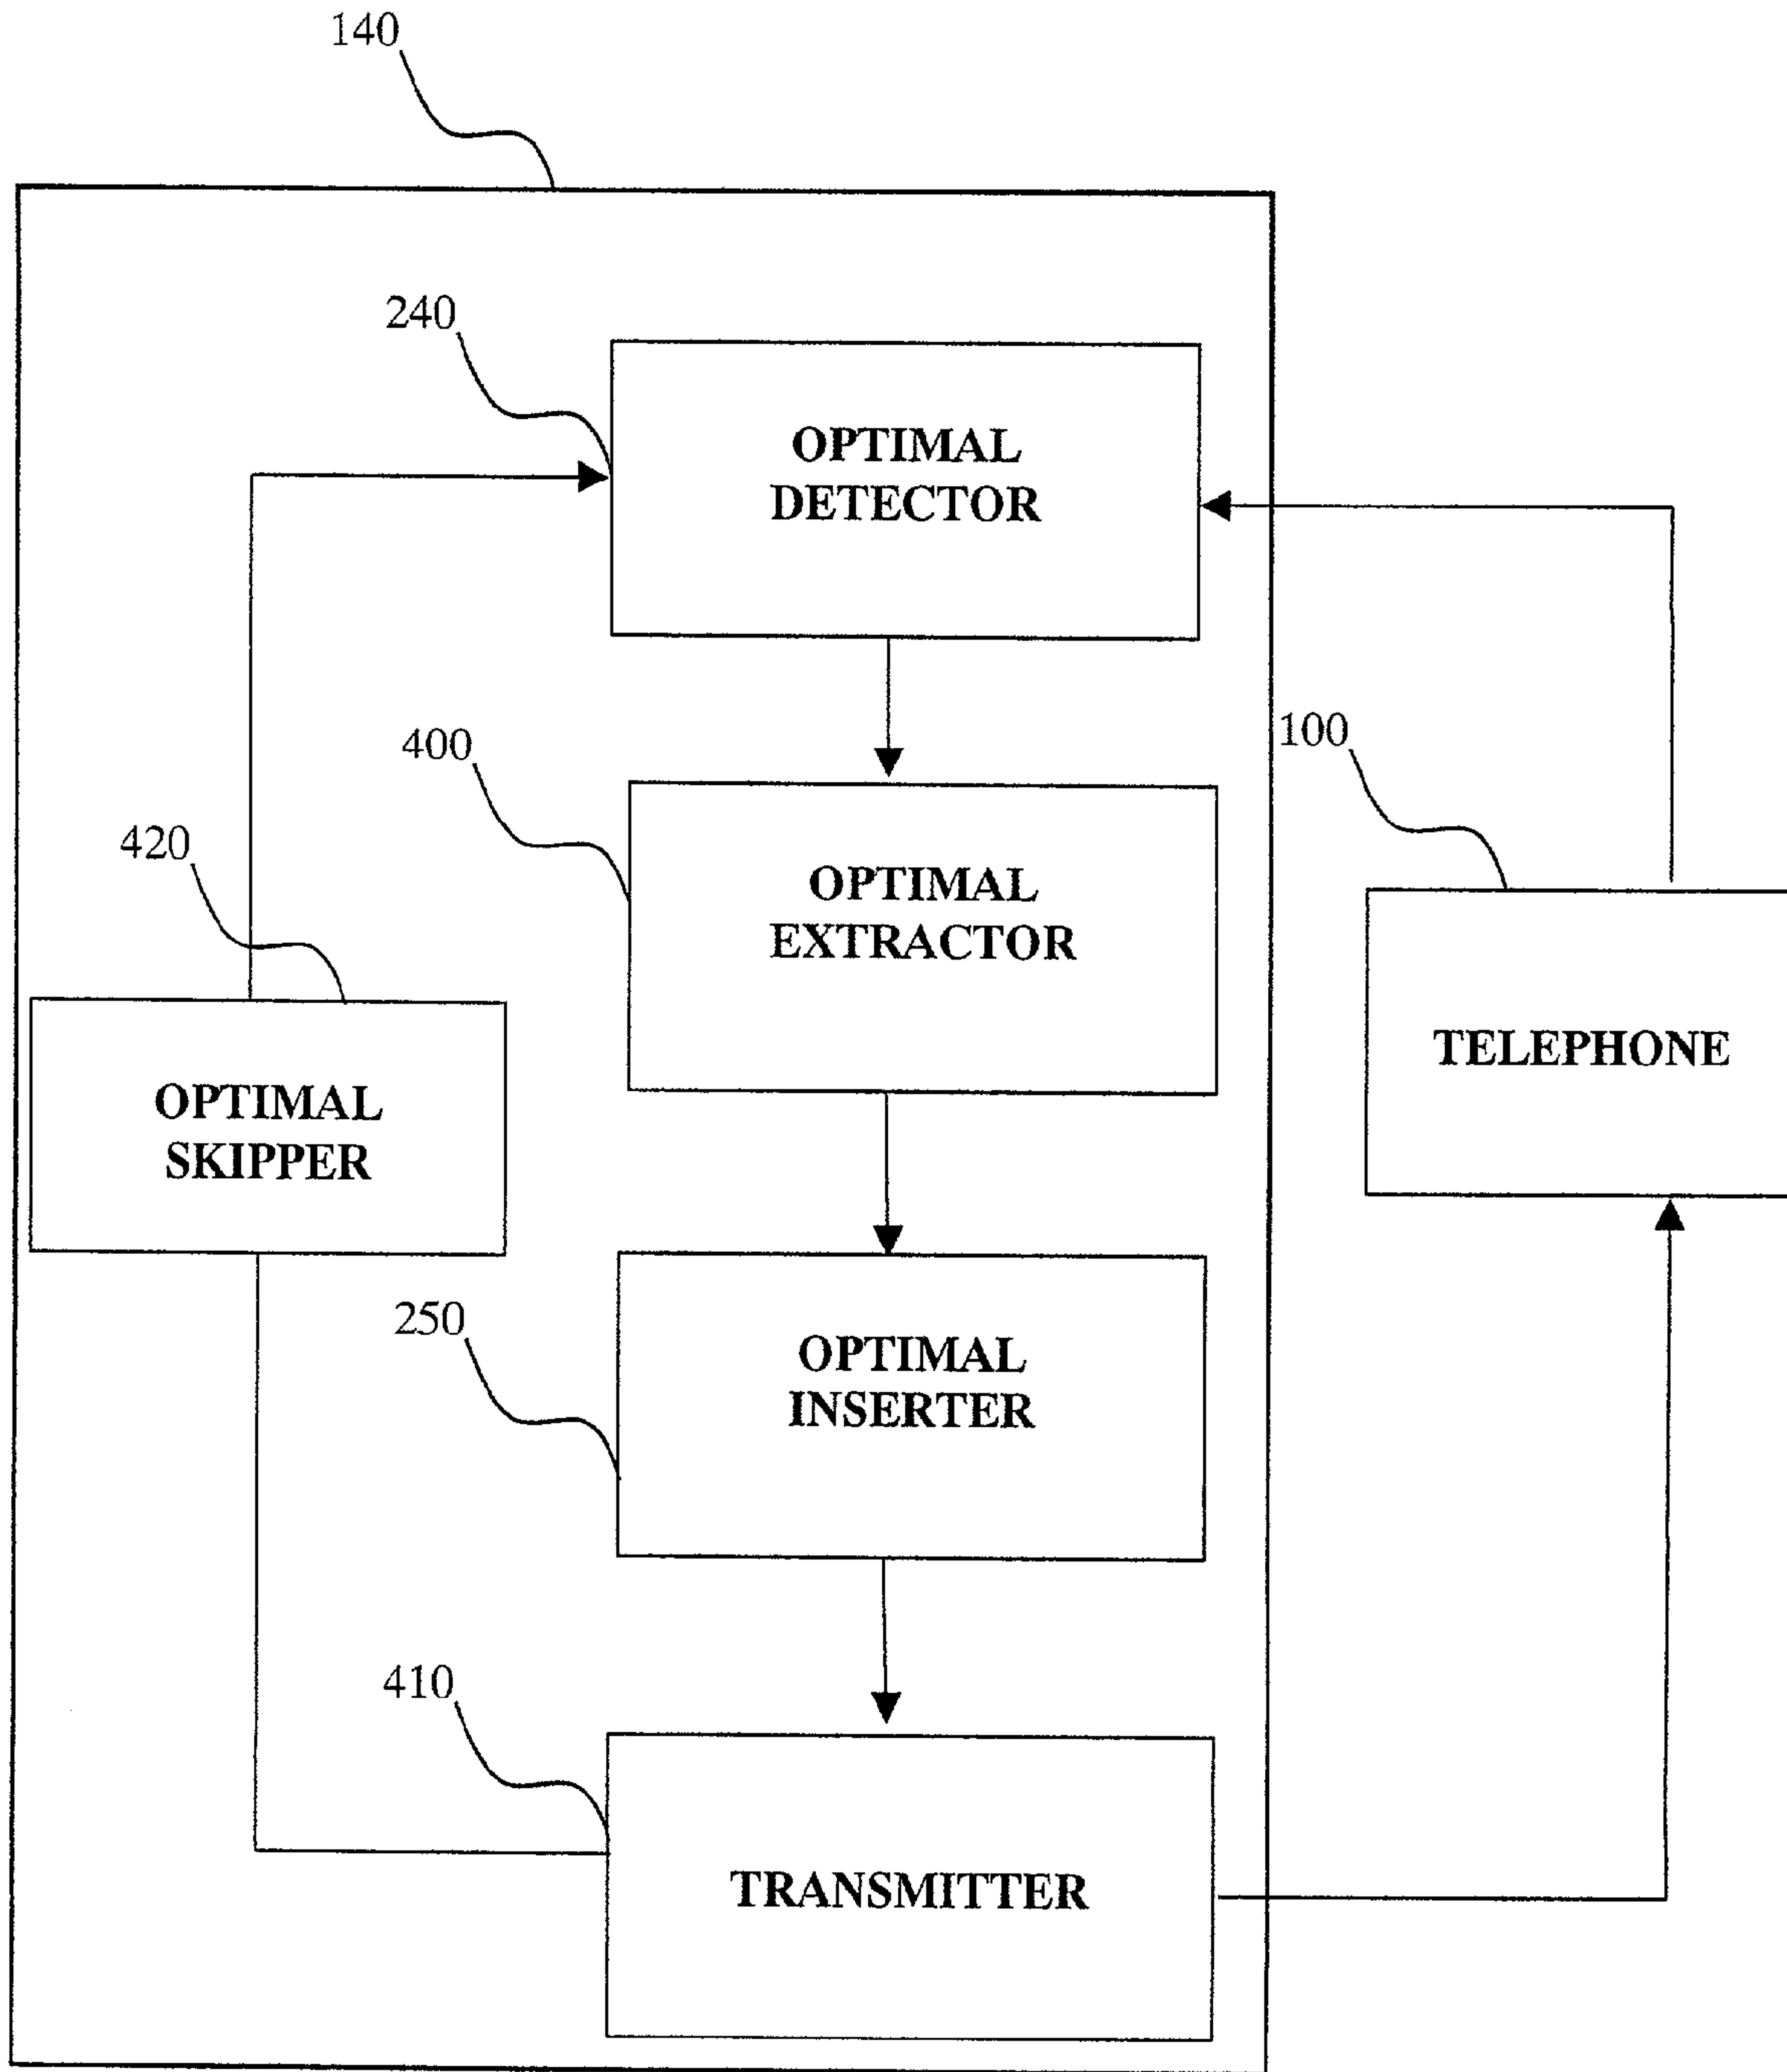 140
240
OPTIMAL
DETECTOR
400
100
420
OPTIMAL
EXTRACTOR
TELEPHONE
OPTIMAL
SKIPPER
250
OPTIMAL
INSERTER
410
TRANSMITTER